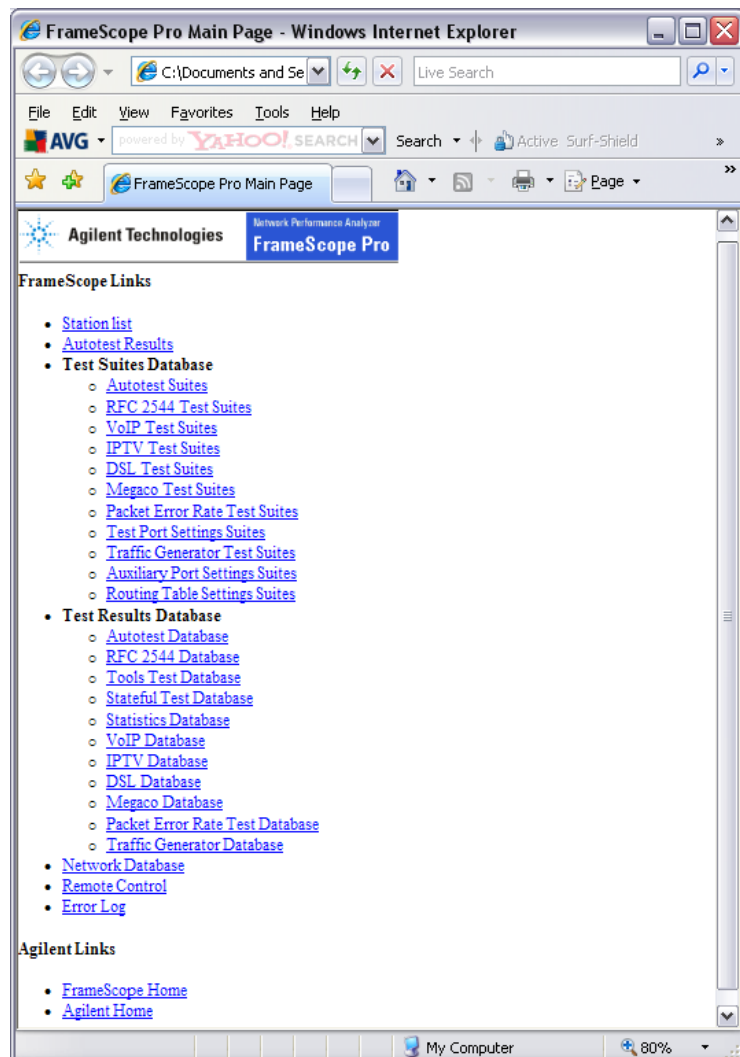 FrameScope Pro Main Page - Windows Internet Explorer
C:\Documents and Se
Live Search
File Edit View Favorites Tools Help
AVG powered by YAHOO! SEARCH Search Active Surf-Shield »
FrameScope Pro Main Page Page »
Agilent Technologies
Network Performance Analyzer
FrameScope Pro
FrameScope Links
Station list
Autotest Results
Test Suites Database
Autotest Suites
RFC 2544 Test Suites
VoIP Test Suites
IPTV Test Suites
DSL Test Suites
Megaco Test Suites
Packet Error Rate Test Suites
Test Port Settings Suites
Traffic Generator Test Suites
Auxiliary Port Settings Suites
Routing Table Settings Suites
Test Results Database
Autotest Database
RFC 2544 Database
Tools Test Database
Stateful Test Database
Statistics Database
VoIP Database
IPTV Database
DSL Database
Megaco Database
Packet Error Rate Test Database
Traffic Generator Database
Network Database
Remote Control
Error Log
Agilent Links
FrameScope Home
Agilent Home
My Computer 80%